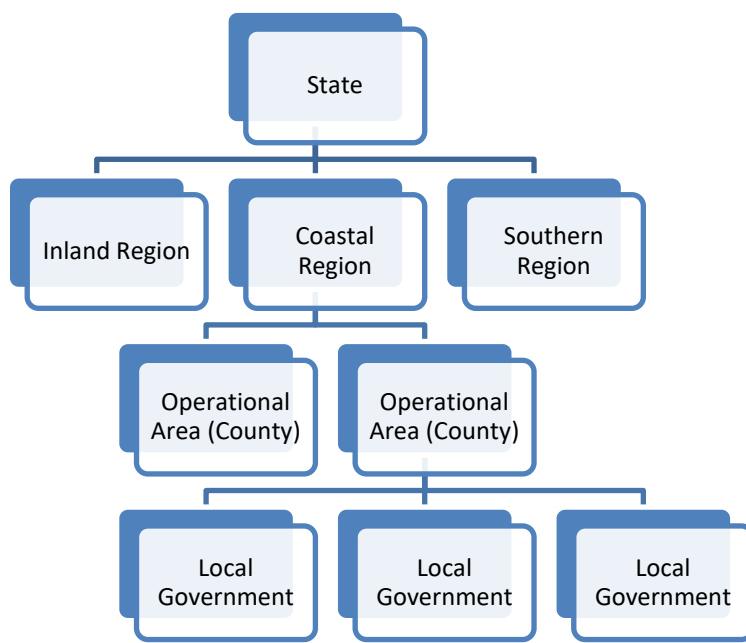 State
Inland Region
Coastal
Region
Southern
Region
Operational
Area (County)
Operational
Area (County)
Local
Government
Local
Government
Local
Government